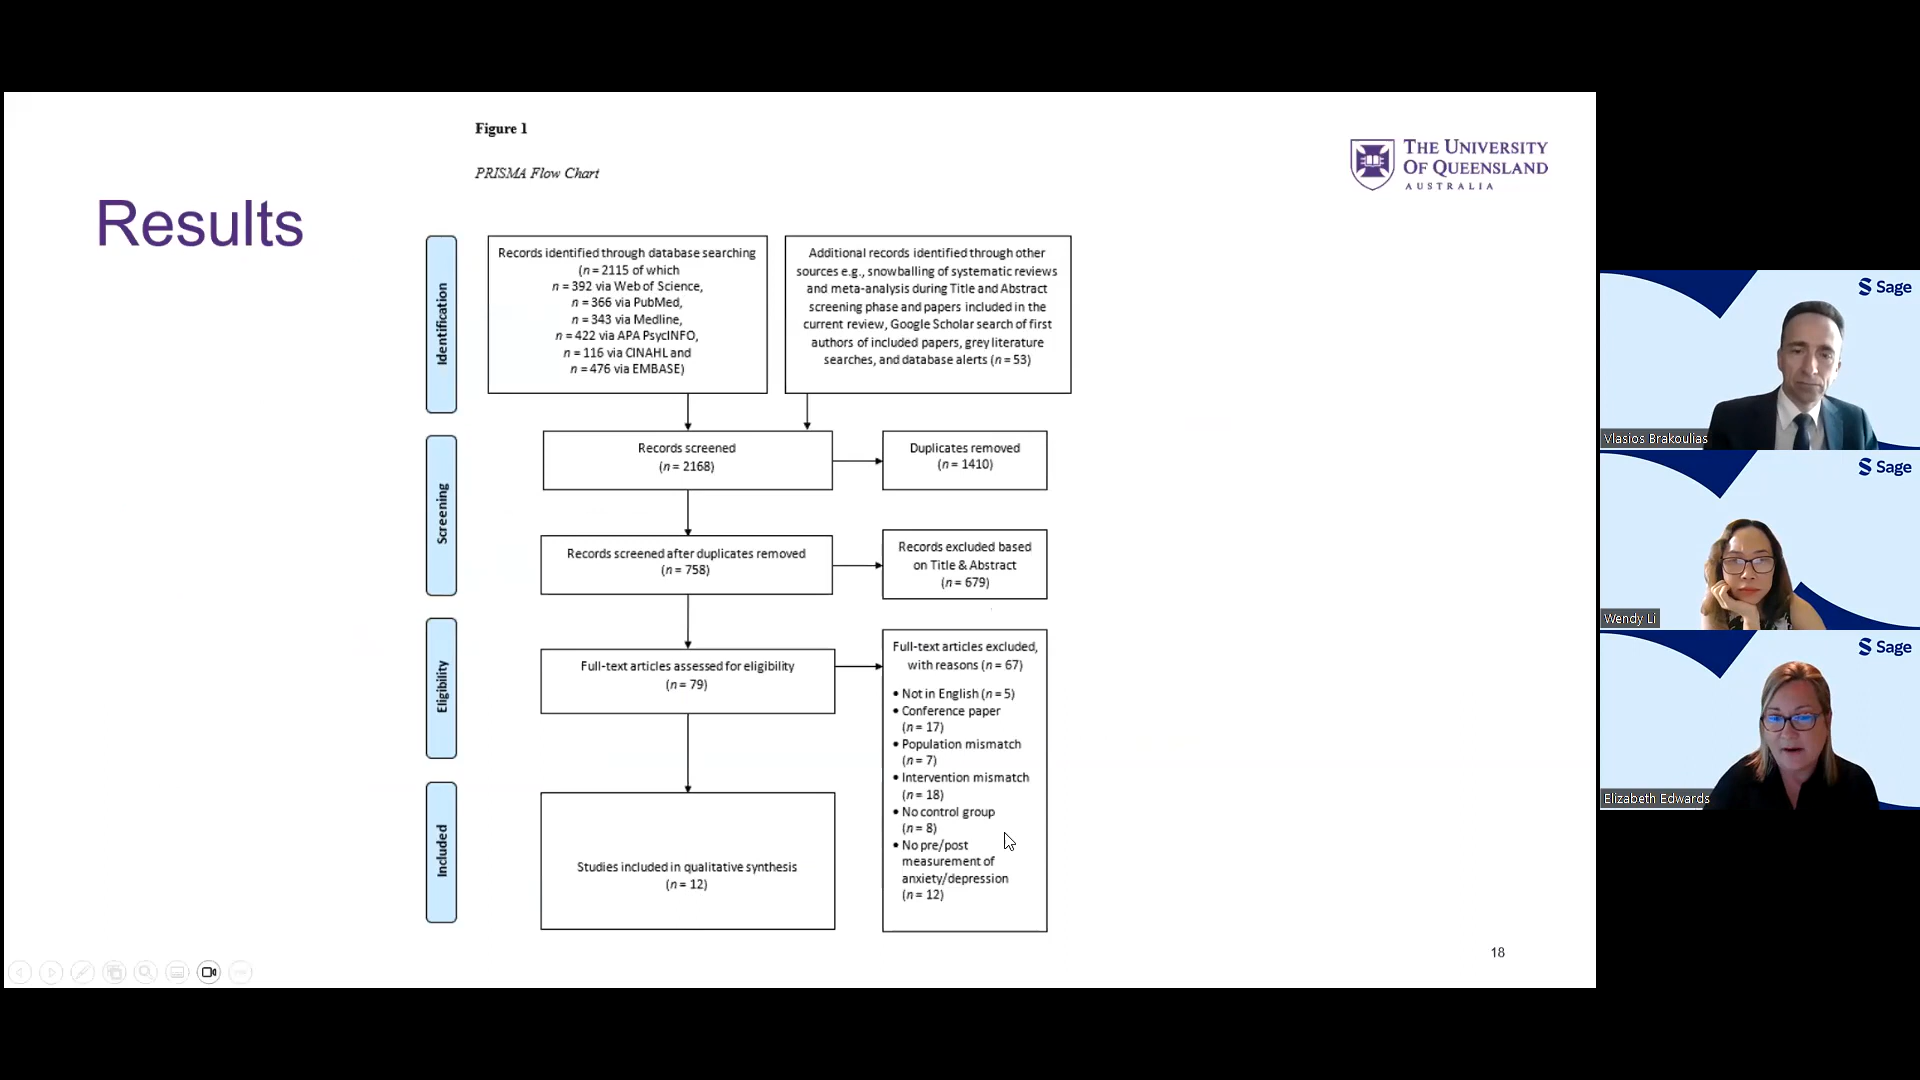 Figure 1
PRISMA Flow Chart
THE UNIVERSITY
OF QUEENSLAND
AUSTRALIA
Results
Identification
Records identified through database searching
(n = 2115 of which
n = 392 via Web of Science,
n = 366 via PubMed,
n = 343 via Medline,
n = 422 via APA PsycINFO,
n = 116 via CINAHL and
n = 476 via EMBASE)
Additional records identified through other
sources e.g., snowballing of systematic reviews
and meta-analysis during Title and Abstract
screening phase and papers included in the
current review, Google Scholar search of first
authors of included papers, grey literature
searches, and database alerts (n = 53)
Screening
Records screened
(n = 2168)
Duplicates removed
(n = 1410)
Records screened after duplicates removed
(n = 758)
Records excluded based
on Title & Abstract
(n = 679)
Eligibility
Full-text articles assessed for eligibility
(n = 79)
Full-text articles excluded,
with reasons (n = 67)
• Not in English (n = 5)
• Conference paper
(n = 17)
• Population mismatch
(n = 7)
• Intervention mismatch
(n = 18)
• No control group
(n = 8)
• No pre/post
measurement of
anxiety/depression
(n = 12)
Included
Studies included in qualitative synthesis
(n = 12)
18
Sage
Vlasios Brakoulias
Sage
Wendy Li
Sage
Elizabeth Edwards